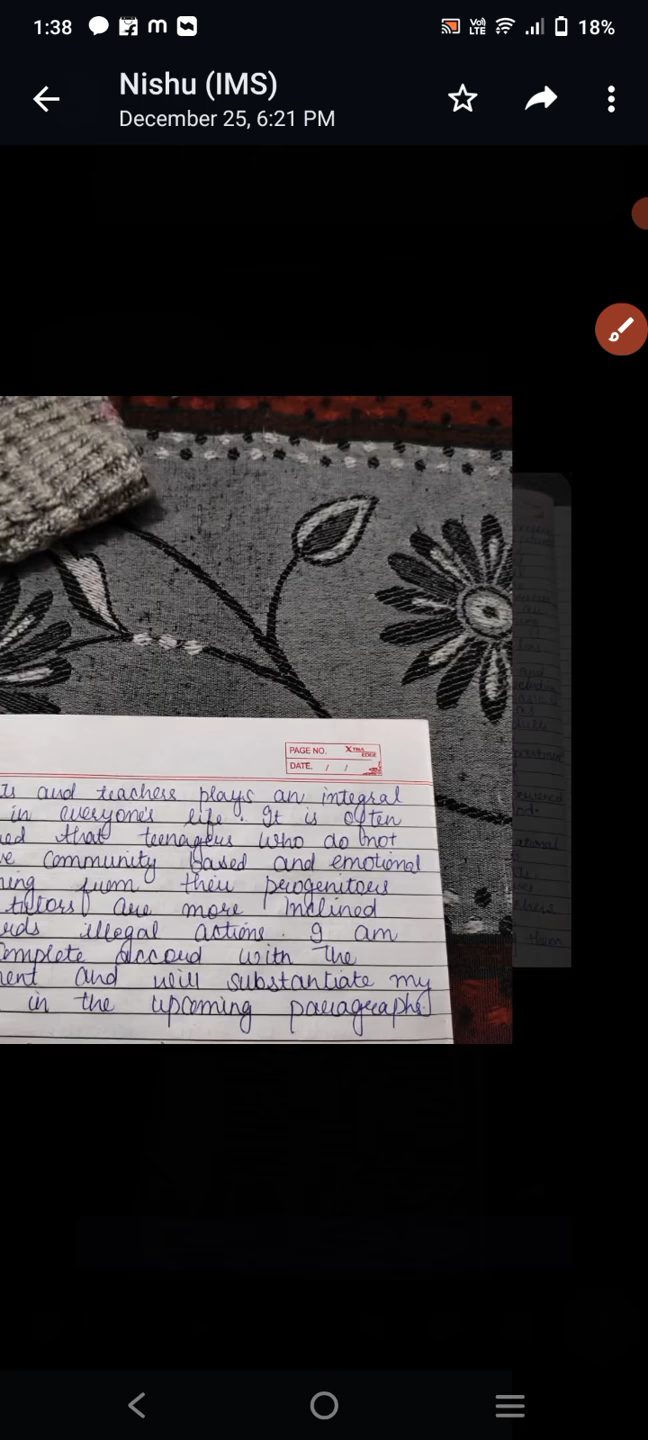 1:38
Vo)
LTE
18%
Nishu (IMS)
December 25, 6:21 PM
PAGE NO.
DATE / /
and teachers plays an integral
in everyone's life. It is often
that teenagers who do not
community based and emotional
from their progenitors
tutors are more inclined
illegal actions. I am
complete accord with the
and will substantiate my
in the upcoming paragraphs